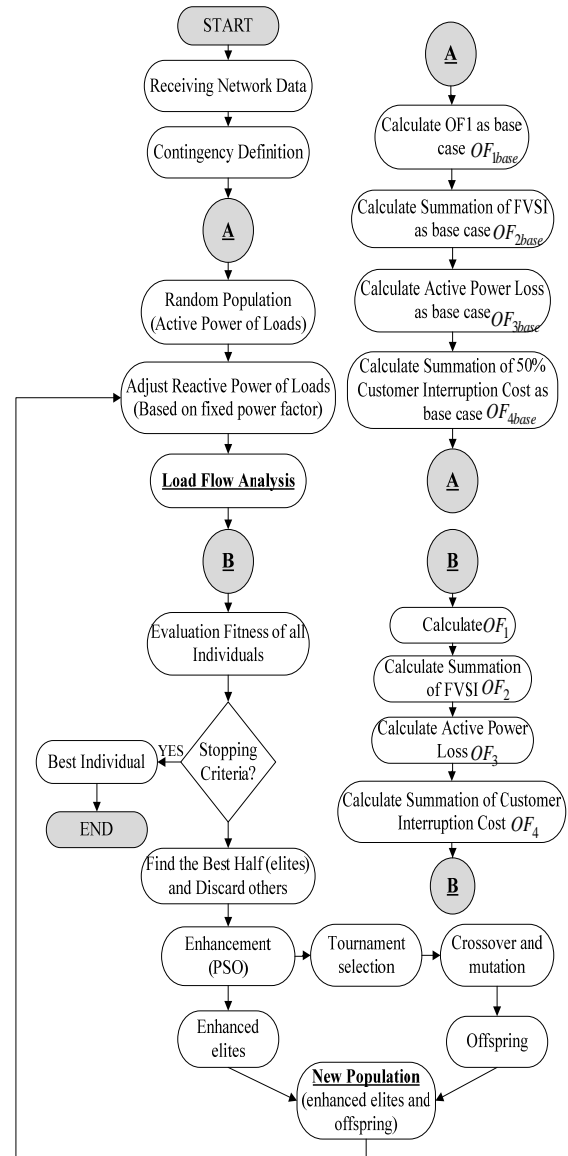 START
Receiving Network Data
Contingency Definition
A
Random Population
(Active Power of Loads)
Adjust Reactive Power of Loads
(Based on fixed power factor)
Load Flow Analysis
B
Evaluation Fitness of all
Individuals
Stopping
Criteria?
YES
Best Individual
END
Find the Best Half (elites)
and Discard others
Enhancement
(PSO)
Tournament
selection
Crossover and
mutation
Enhanced
elites
Offspring
New Population
(enhanced elites and
offspring)
A
Calculate OF1 as base
case OF1base
Calculate Summation of FVSI
as base case OF2base
Calculate Active Power Loss
as base case OF3base
Calculate Summation of 50%
Customer Interruption Cost as
base case OF4base
A
B
Calculate OF1
Calculate Summation
of FVSI OF2
Calculate Active Power
Loss OF3
Calculate Summation of Customer
Interruption Cost OF4
B